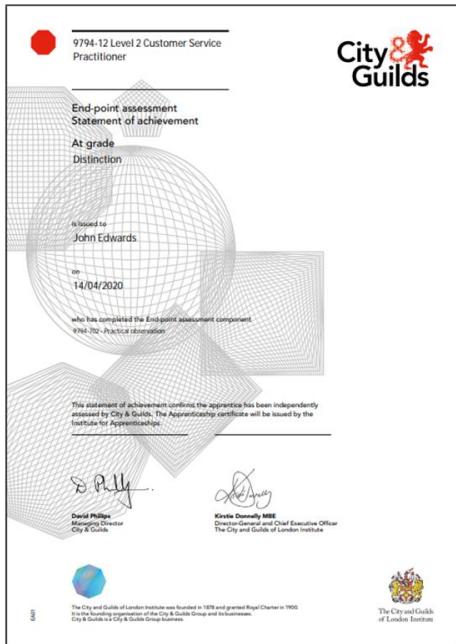 9794-12 Level 2 Customer Service
Practitioner
City&
Guilds
End-point assessment
Statement of achievement
At grade
Distinction
is issued to
John Edwards
on
14/04/2020
who has completed the End-point assessment component
9794-702 - Practical observation
This statement of achievement confirms the apprentice has been independently
assessed by City & Guilds. The Apprenticeship certificate will be issued by the
Institute for Apprenticeships.
D. Philly
David Phillips
Managing Director
City & Guilds
Kirstie Donnelly MBE
Director-General and Chief Executive Officer
The City and Guilds of London Institute
EA01
The City and Guilds of London Institute was founded in 1878 and granted Royal Charter in 1900.
It is the founding organisation of the City & Guilds Group and its businesses.
City & Guilds is a City & Guilds Group business.
The City and Guilds
of London Institute